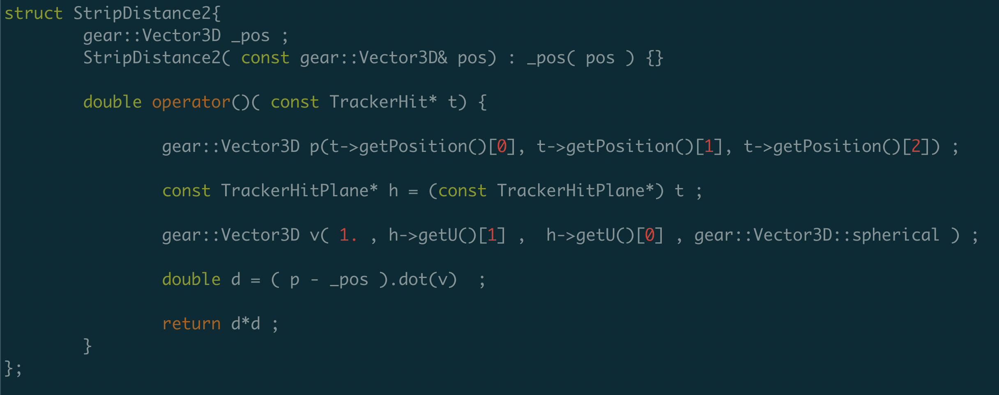 struct StripDistance2{
gear::Vector3D _pos ;
StripDistance2( const gear::Vector3D& pos) : _pos( pos ) {}
double operator()( const TrackerHit* t) {
gear::Vector3D p(t->getPosition()[0], t->getPosition()[1], t->getPosition()[2]) ;
const TrackerHitPlane* h = (const TrackerHitPlane*) t ;
gear::Vector3D v( 1. , h->getU()[1] ,  h->getU()[0] , gear::Vector3D::spherical ) ;
double d = ( p - _pos ).dot(v)  ;
return d*d ;
}
};